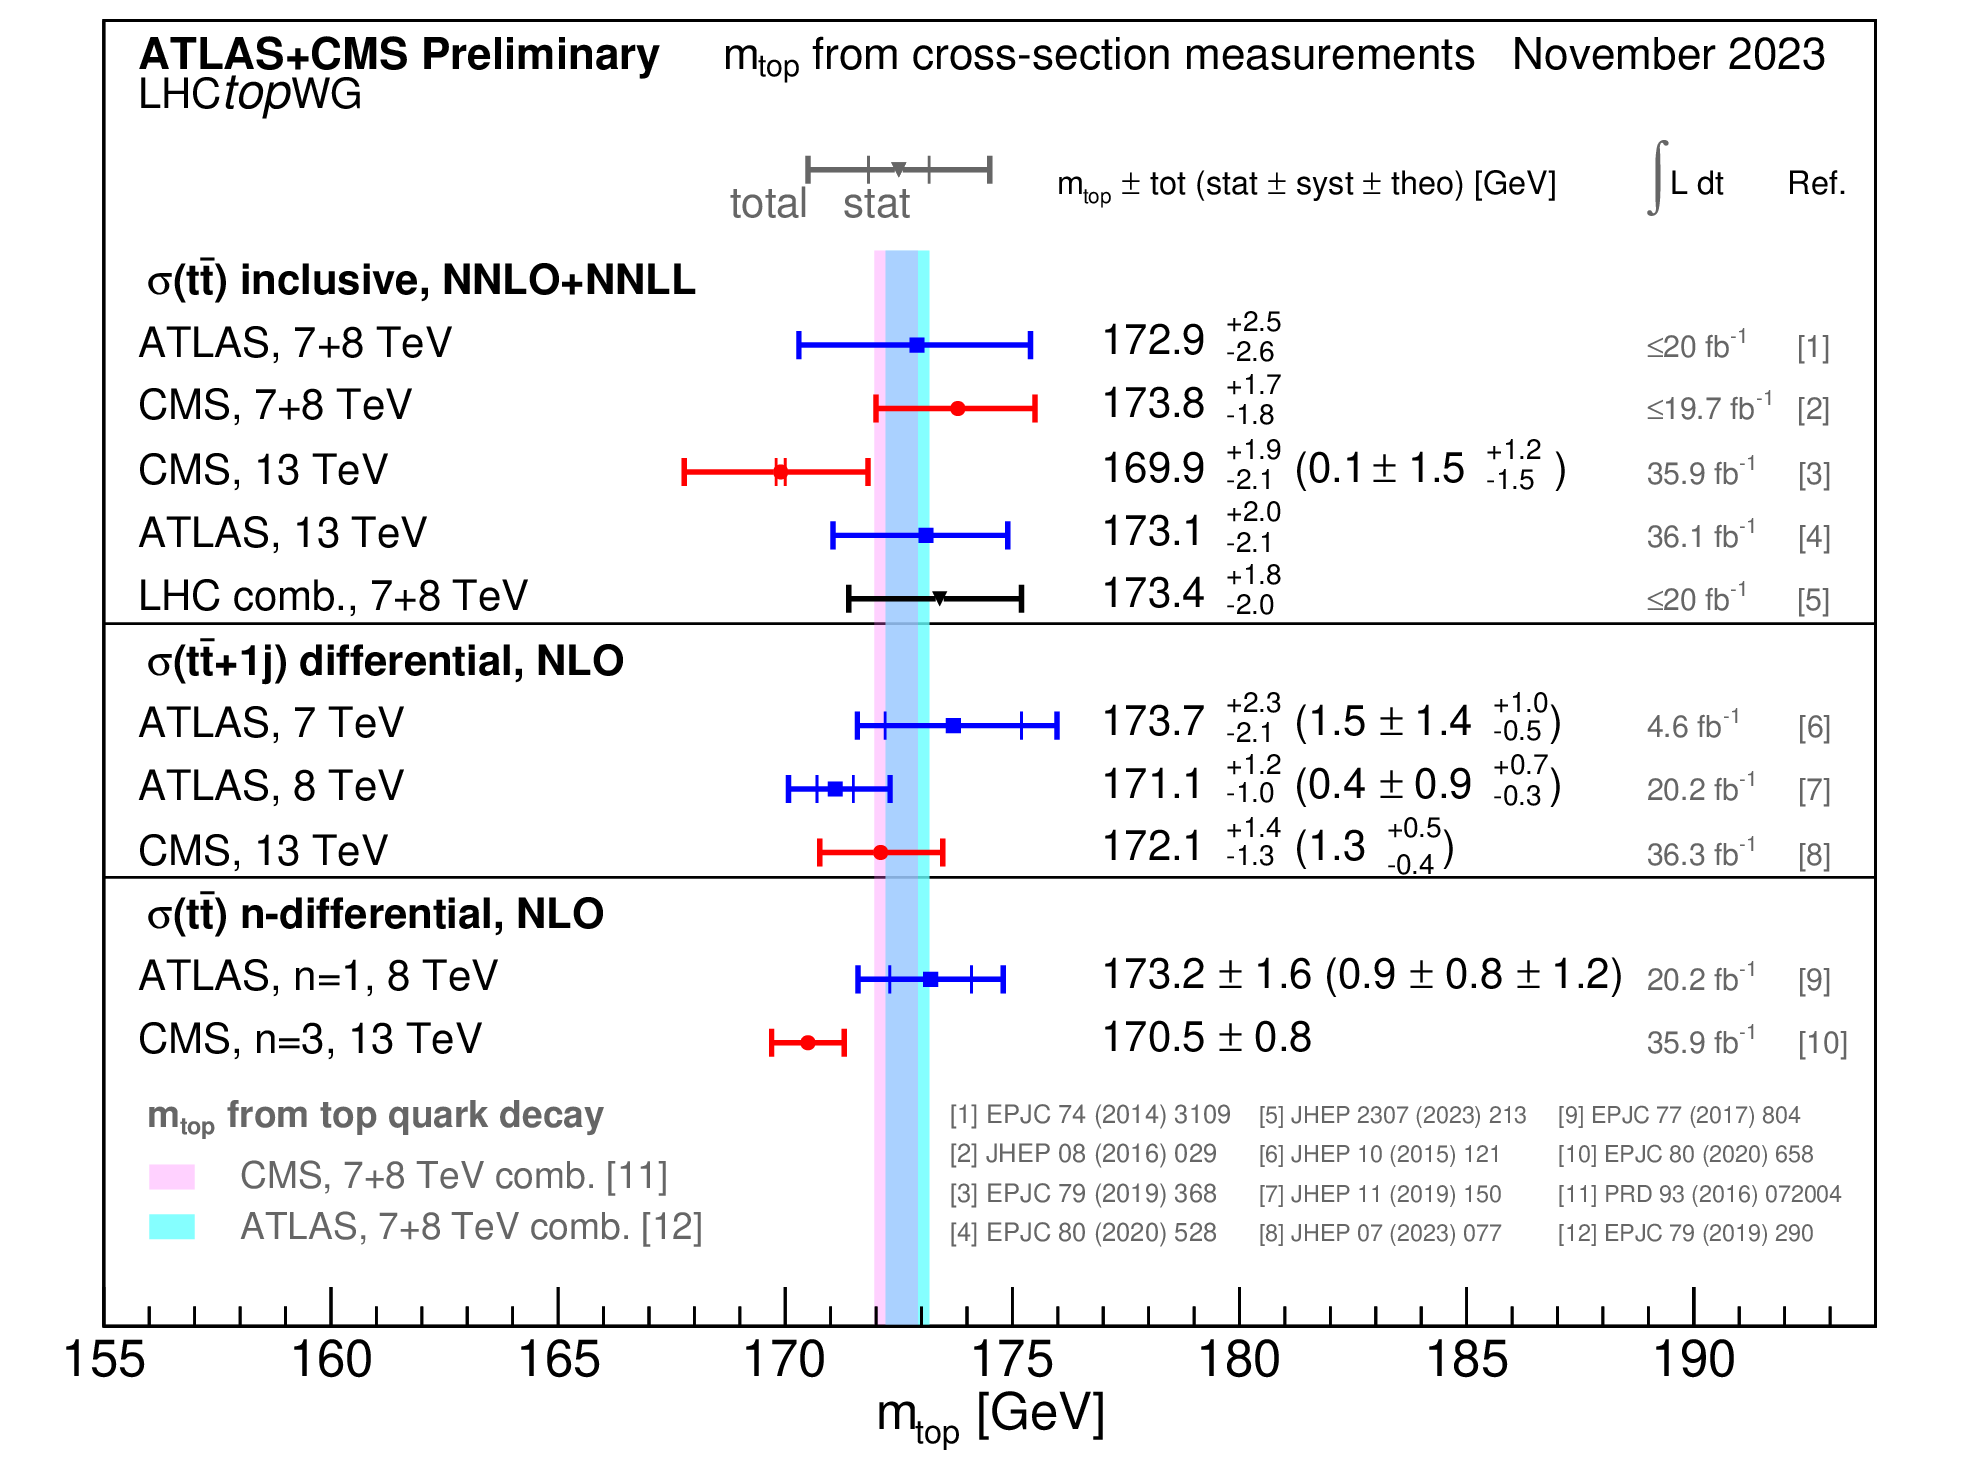 ATLAS+CMS Preliminary m_top from cross-section measurements November 2023
LHCtopWG
total stat m_top ± tot (stat ± syst ± theo) [GeV] ∫L dt Ref.
σ(tt̄) inclusive, NNLO+NNLL
ATLAS, 7+8 TeV 172.9 +2.5 -2.6 ≤20 fb⁻¹ [1]
CMS, 7+8 TeV 173.8 +1.7 -1.8 ≤19.7 fb⁻¹ [2]
CMS, 13 TeV 169.9 +1.9 -2.1 (0.1 ± 1.5 +1.2 -1.5 ) 35.9 fb⁻¹ [3]
ATLAS, 13 TeV 173.1 +2.0 -2.1 36.1 fb⁻¹ [4]
LHC comb., 7+8 TeV 173.4 +1.8 -2.0 ≤20 fb⁻¹ [5]
σ(tt̄+1j) differential, NLO
ATLAS, 7 TeV 173.7 +2.3 -2.1 (1.5 ± 1.4 +1.0 -0.5) 4.6 fb⁻¹ [6]
ATLAS, 8 TeV 171.1 +1.2 -1.0 (0.4 ± 0.9 +0.7 -0.3) 20.2 fb⁻¹ [7]
CMS, 13 TeV 172.1 +1.4 -1.3 (1.3 +0.5 -0.4) 36.3 fb⁻¹ [8]
σ(tt̄) n-differential, NLO
ATLAS, n=1, 8 TeV 173.2 ± 1.6 (0.9 ± 0.8 ± 1.2) 20.2 fb⁻¹ [9]
CMS, n=3, 13 TeV 170.5 ± 0.8 35.9 fb⁻¹ [10]
m_top from top quark decay
CMS, 7+8 TeV comb. [11]
ATLAS, 7+8 TeV comb. [12]
[1] EPJC 74 (2014) 3109 [5] JHEP 2307 (2023) 213 [9] EPJC 77 (2017) 804
[2] JHEP 08 (2016) 029 [6] JHEP 10 (2015) 121 [10] EPJC 80 (2020) 658
[3] EPJC 79 (2019) 368 [7] JHEP 11 (2019) 150 [11] PRD 93 (2016) 072004
[4] EPJC 80 (2020) 528 [8] JHEP 07 (2023) 077 [12] EPJC 79 (2019) 290
155 160 165 170 175 180 185 190
m_top [GeV]